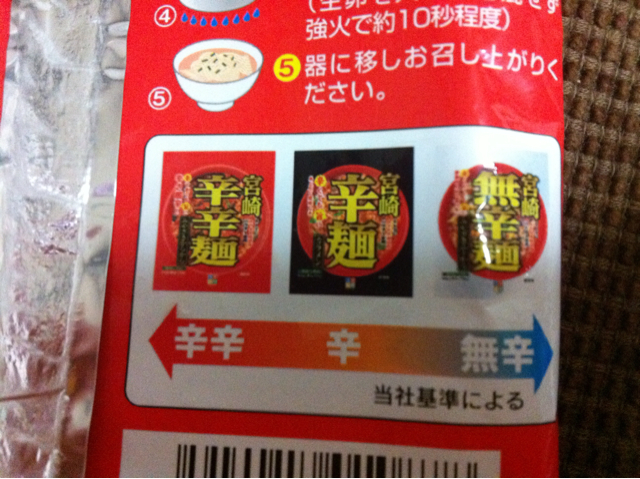 ④
強火で約10秒程度)
⑤
⑤ 器に移しお召し上がりく
ださい。
宮崎
辛辛麺
宮崎
辛麺
宮崎
無辛麺
辛辛 辛 無辛
当社基準による